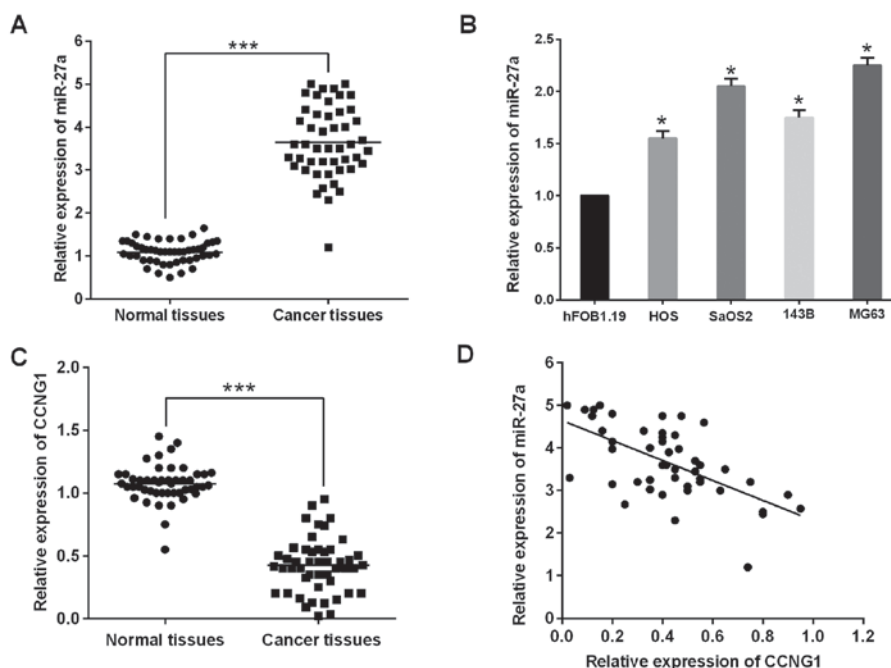 A
Relative expression of miR-27a
6
5
4
3
2
1
0
***
Normal tissues
Cancer tissues
B
Relative expression of miR-27a
2.5
2.0
1.5
1.0
0.5
0.0
*
*
*
*
hFOB1.19
HOS
SaOS2
143B
MG63
C
Relative expression of CCNG1
2.0
1.5
1.0
0.5
0.0
***
Normal tissues
Cancer tissues
D
Relative expression of miR-27a
6
5
4
3
2
1
0
0.0
0.2
0.4
0.6
0.8
1.0
Relative expression of CCNG1